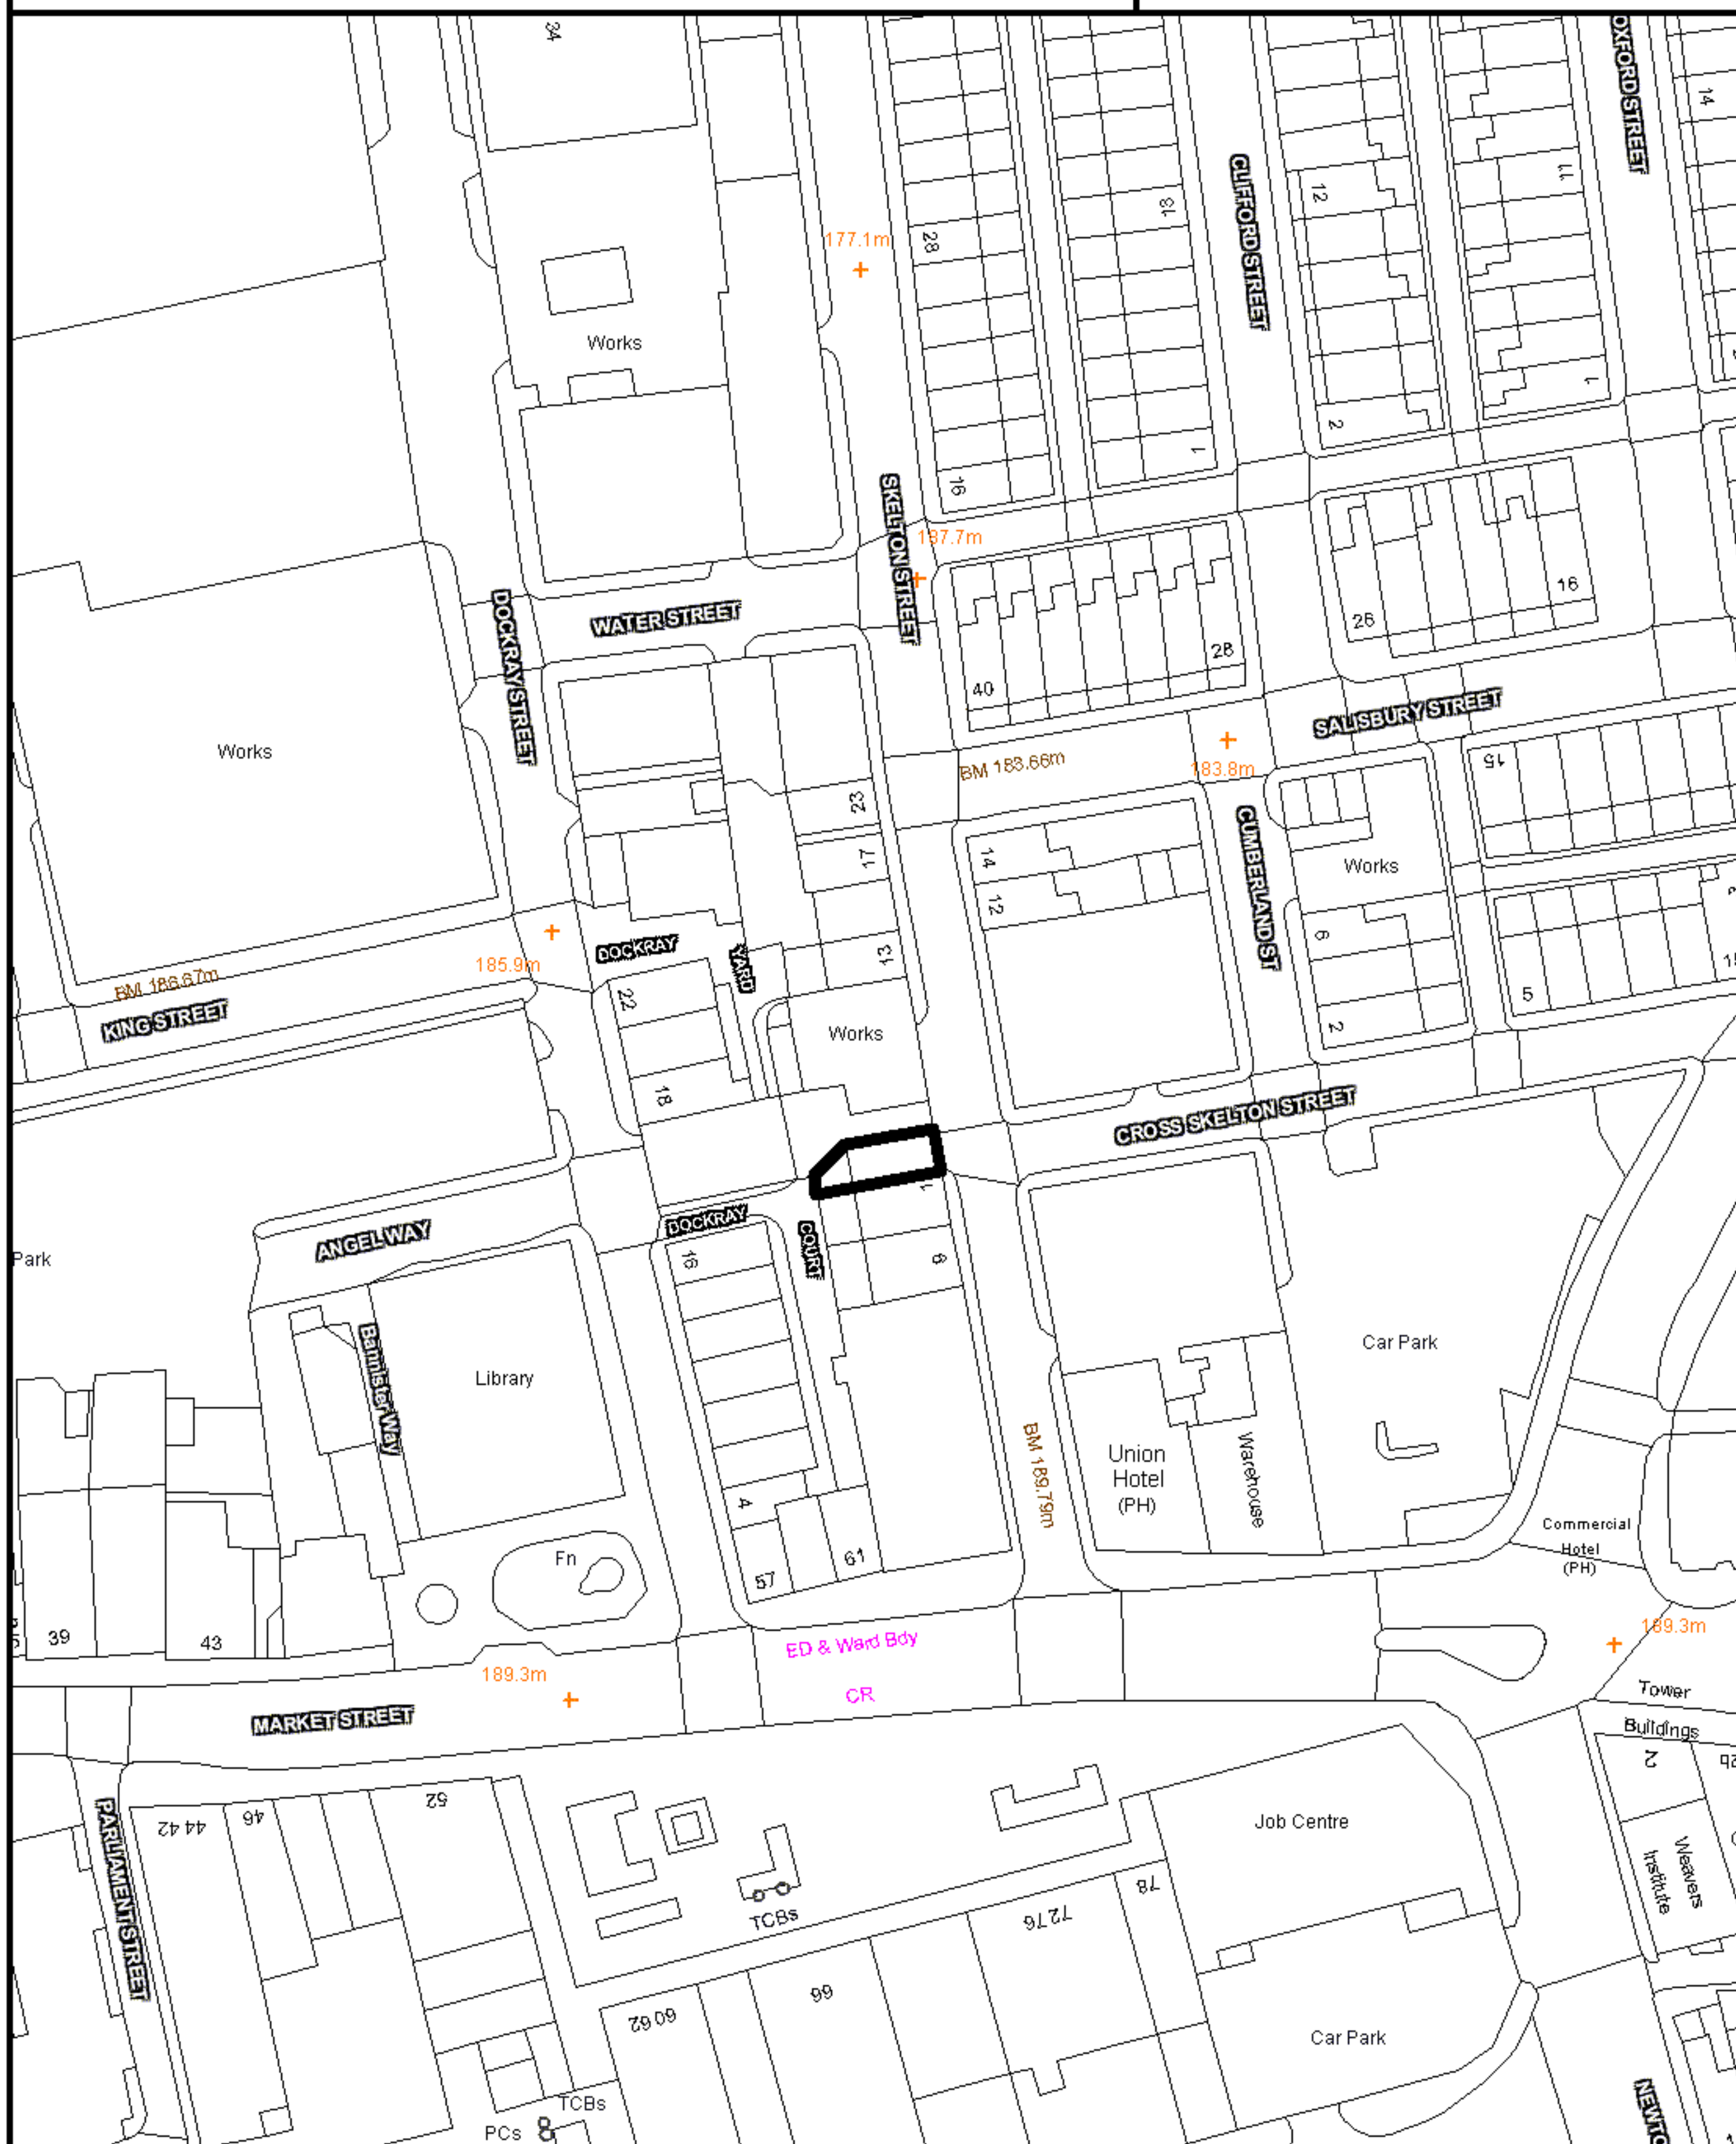 34
OXFORD STREET
14
CLIFFORD STREET
12
11
18
28
177.1m
Works
1
2
1
16
SKELTON STREET
187.7m
DOCKRAY STREET
WATER STREET
16
26
28
40
SALISBURY STREET
Works
BM 183.66m
183.8m
15
23
17
14
12
CUMBERLAND ST
Works
6
13
185.9m
DOCKRAY
YARD
BM 186.67m
KING STREET
22
5
2
Works
18
CROSS SKELTON STREET
1
DOCKRAY
COURT
ANGEL WAY
Park
16
6
Bannister Way
Library
Car Park
BM 189.79m
Union
Hotel
(PH)
Warehouse
4
Commercial
Hotel
(PH)
Fn
61
57
39
43
ED & Ward Bdy
CR
189.3m
189.3m
MARKET STREET
Tower
Buildings
2
2b
PARLIAMENT STREET
44 42
46
52
Job Centre
Weavers
Institute
TCBs
78
72 76
66
60 62
Car Park
TCBs
PCs
NEWTO